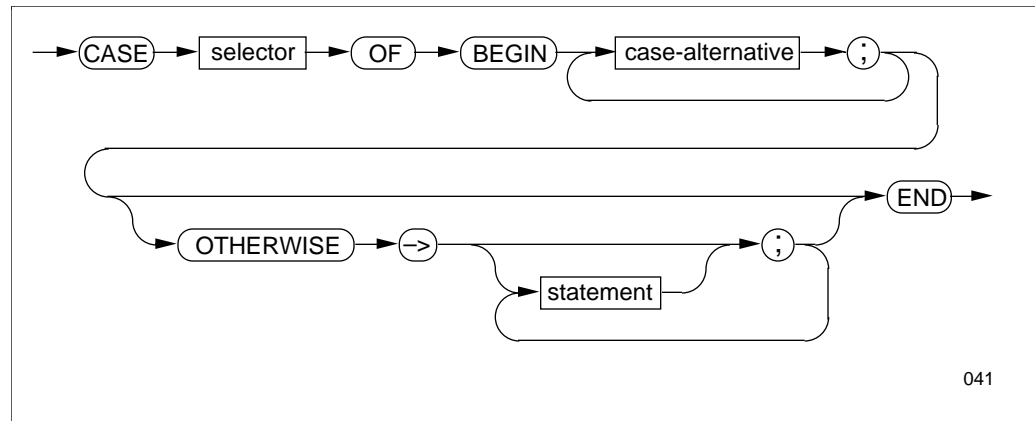 CASE selector OF BEGIN case-alternative ;
END
OTHERWISE –> ;
statement
041